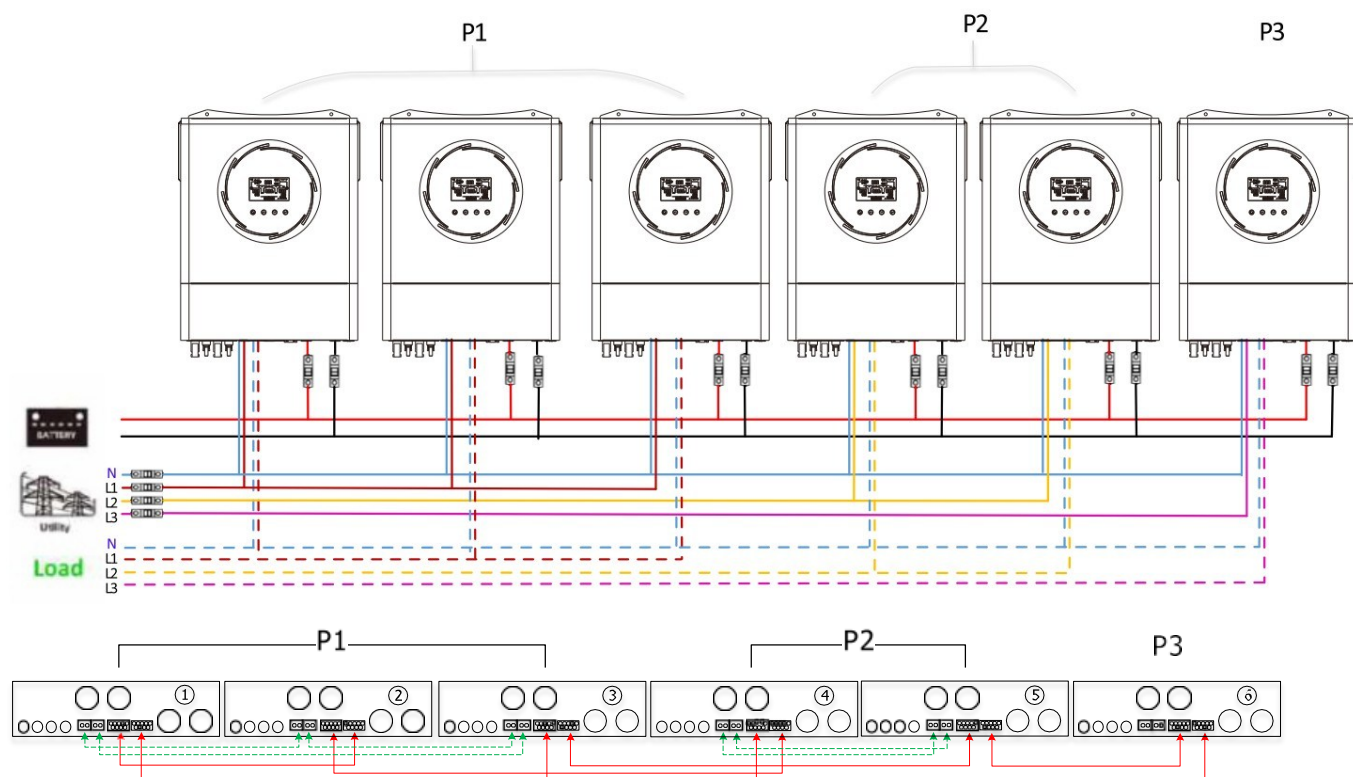 P1 P2 P3
BATTERY
N
L1
L2
L3
Utility
N
L1
L2
L3
Load
P1 P2 P3
① ② ③ ④ ⑤ ⑥